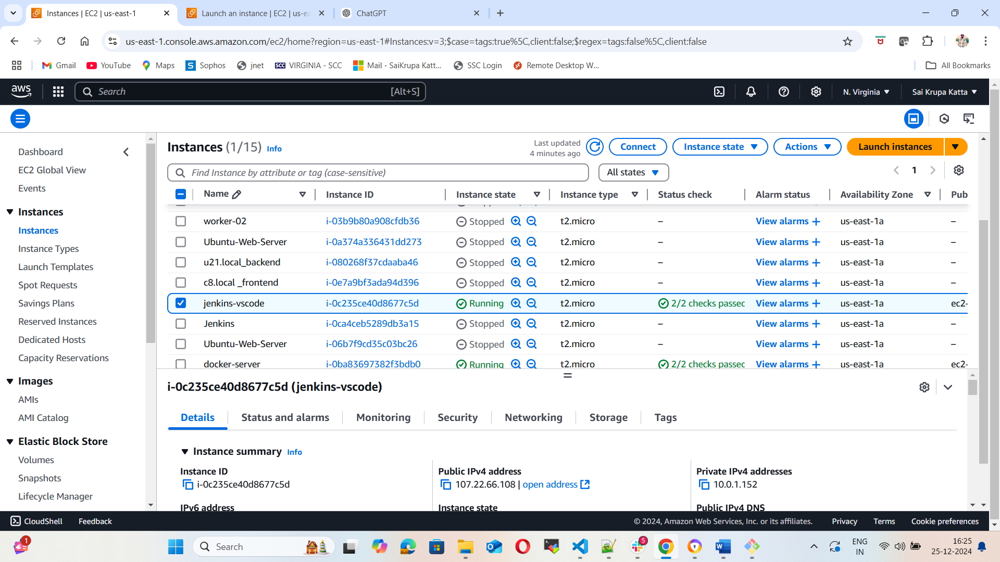 Instances | EC2 | us-east-1
Launch an instance | EC2 | us-ea
ChatGPT
us-east-1.console.aws.amazon.com/ec2/home?region=us-east-1#Instances:v=3;$case=tags:true%5C,client:false;$regex=tags:false%5C,client:false
Gmail YouTube Maps Sophos jnet VIRGINIA - SCC Mail - SaiKrupa Katt... SSC Login Remote Desktop W... All Bookmarks
aws Search [Alt+S] N. Virginia Sai Krupa Katta
Dashboard
EC2 Global View
Events
Instances
Instances
Instance Types
Launch Templates
Spot Requests
Savings Plans
Reserved Instances
Dedicated Hosts
Capacity Reservations
Images
AMIs
AMI Catalog
Elastic Block Store
Volumes
Snapshots
Lifecycle Manager
Instances (1/15) Info
Last updated
4 minutes ago
Connect Instance state Actions Launch instances
Find Instance by attribute or tag (case-sensitive) All states 1
Name Instance ID Instance state Instance type Status check Alarm status Availability Zone Pub
worker-02 i-03b9b80a908cfdb36 Stopped t2.micro – View alarms + us-east-1a –
Ubuntu-Web-Server i-0a374a336431dd273 Stopped t2.micro – View alarms + us-east-1a –
u21.local_backend i-080268f37cdaaba46 Stopped t2.micro – View alarms + us-east-1a –
c8.local _frontend i-0e7a9bf3ada94d396 Stopped t2.micro – View alarms + us-east-1a –
jenkins-vscode i-0c235ce40d8677c5d Running t2.micro 2/2 checks passed View alarms + us-east-1a ec2-
Jenkins i-0ca4ceb5289db3a15 Stopped t2.micro – View alarms + us-east-1a –
Ubuntu-Web-Server i-06b7f9cd35c03bc26 Stopped t2.micro – View alarms + us-east-1a –
docker-server i-0ba83697382f3bdb0 Running t2.micro 2/2 checks passed View alarms + us-east-1a ec2-
i-0c235ce40d8677c5d (jenkins-vscode)
Details Status and alarms Monitoring Security Networking Storage Tags
Instance summary Info
Instance ID
i-0c235ce40d8677c5d
Public IPv4 address
107.22.66.108 | open address
Private IPv4 addresses
10.0.1.152
IPv6 address Instance state Public IPv4 DNS
CloudShell Feedback © 2024, Amazon Web Services, Inc. or its affiliates. Privacy Terms Cookie preferences
1 Search 5 ENG
IN
16:25
25-12-2024